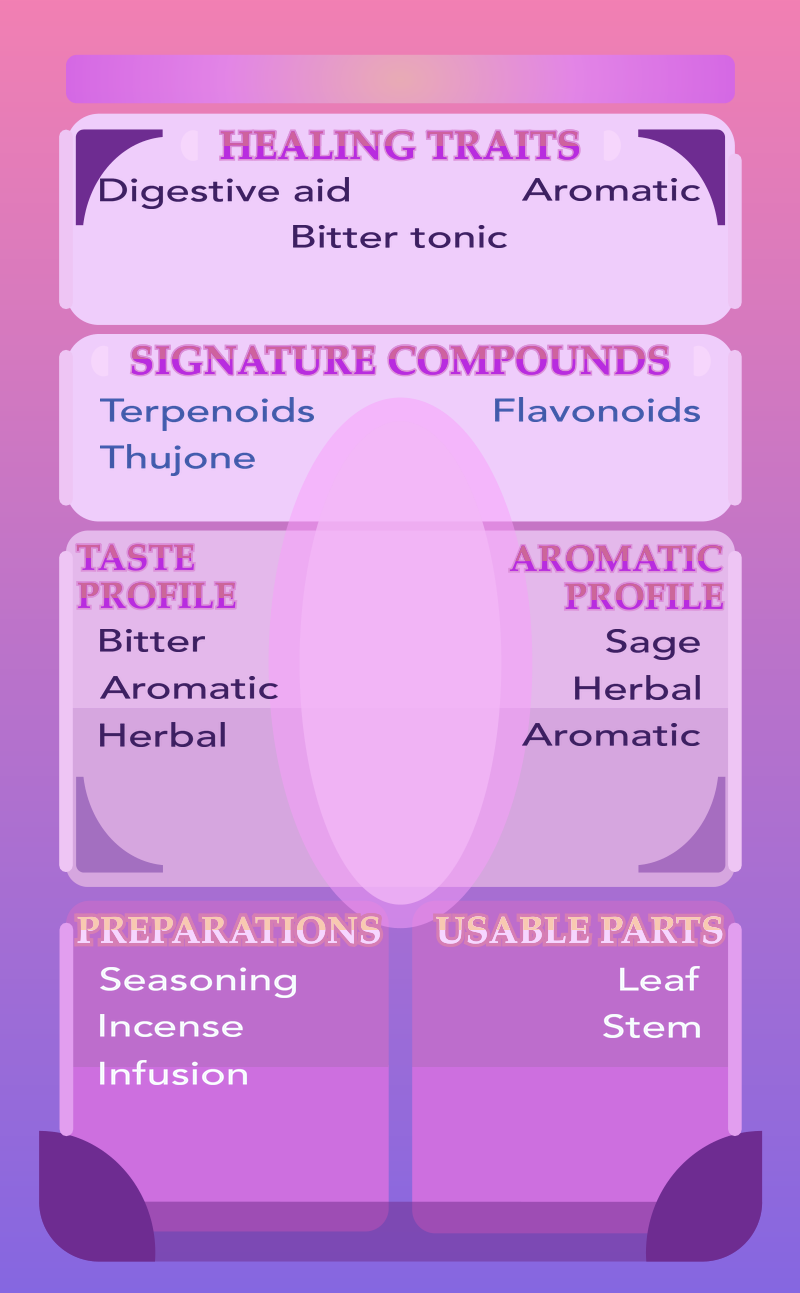 HEALING TRAITS
Digestive aid
Aromatic
Bitter tonic
SIGNATURE COMPOUNDS
Terpenoids
Flavonoids
Thujone
TASTE
PROFILE
Bitter
Aromatic
Herbal
AROMATIC
PROFILE
Sage
Herbal
Aromatic
PREPARATIONS
Seasoning
Incense
Infusion
USABLE PARTS
Leaf
Stem